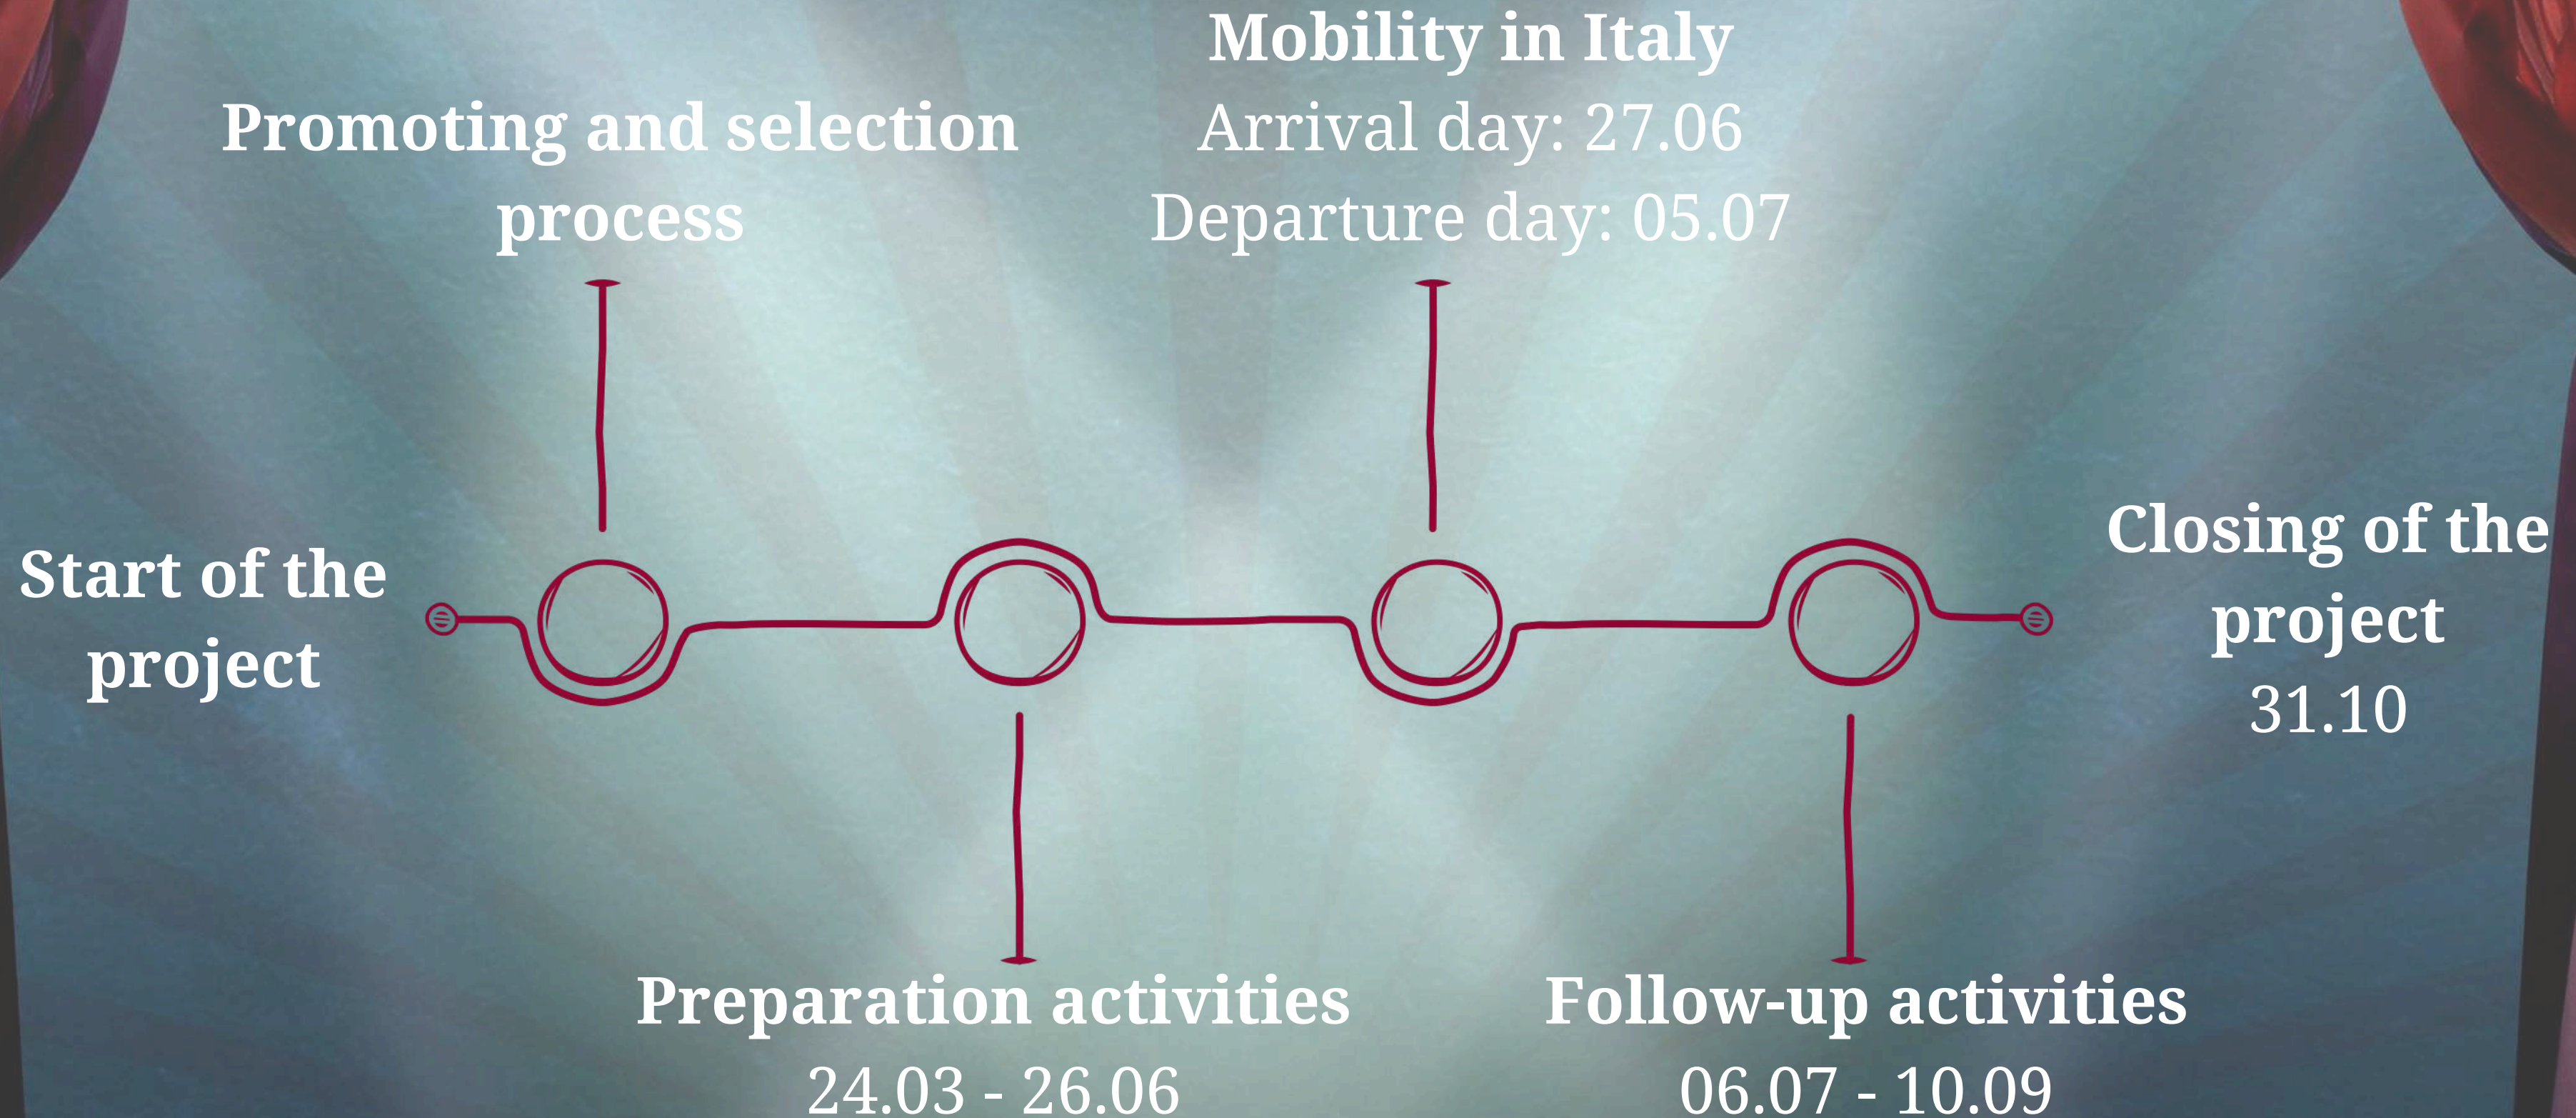 Start of the
project
Promoting and selection
process
Preparation activities
24.03 - 26.06
Mobility in Italy
Arrival day: 27.06
Departure day: 05.07
Follow-up activities
06.07 - 10.09
Closing of the
project
31.10